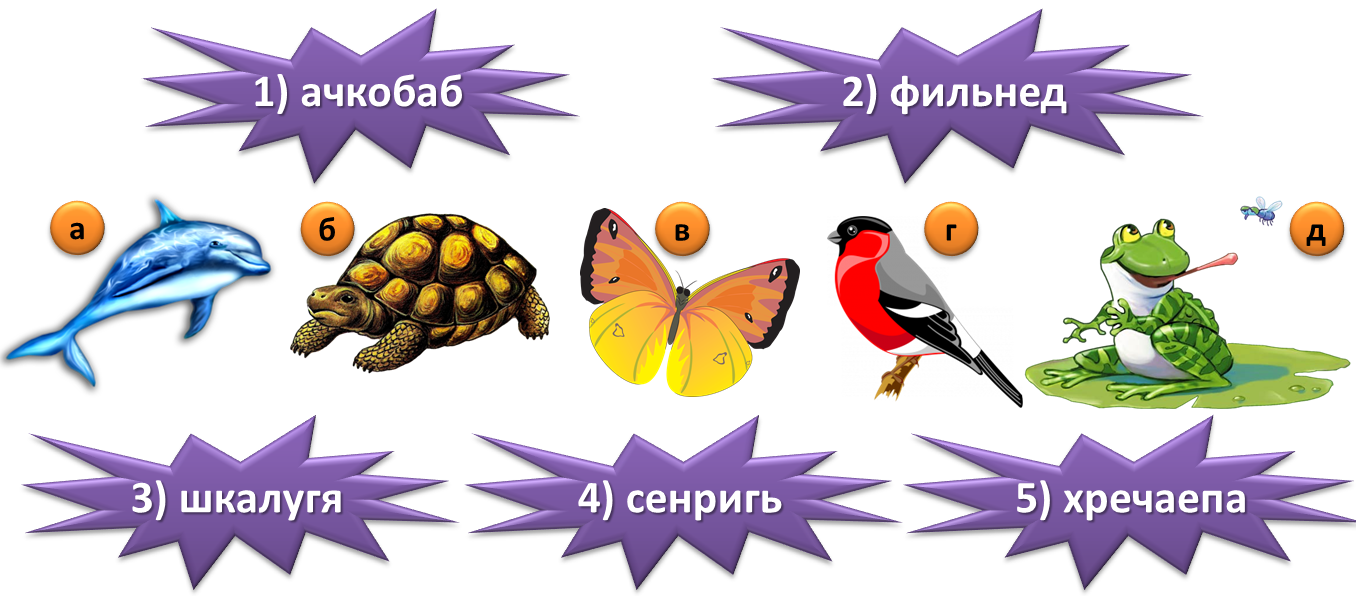 1) ачкобаб
2) фильнед
а
б
в
г
д
3) шкалугя
4) сенригь
5) хречаепа